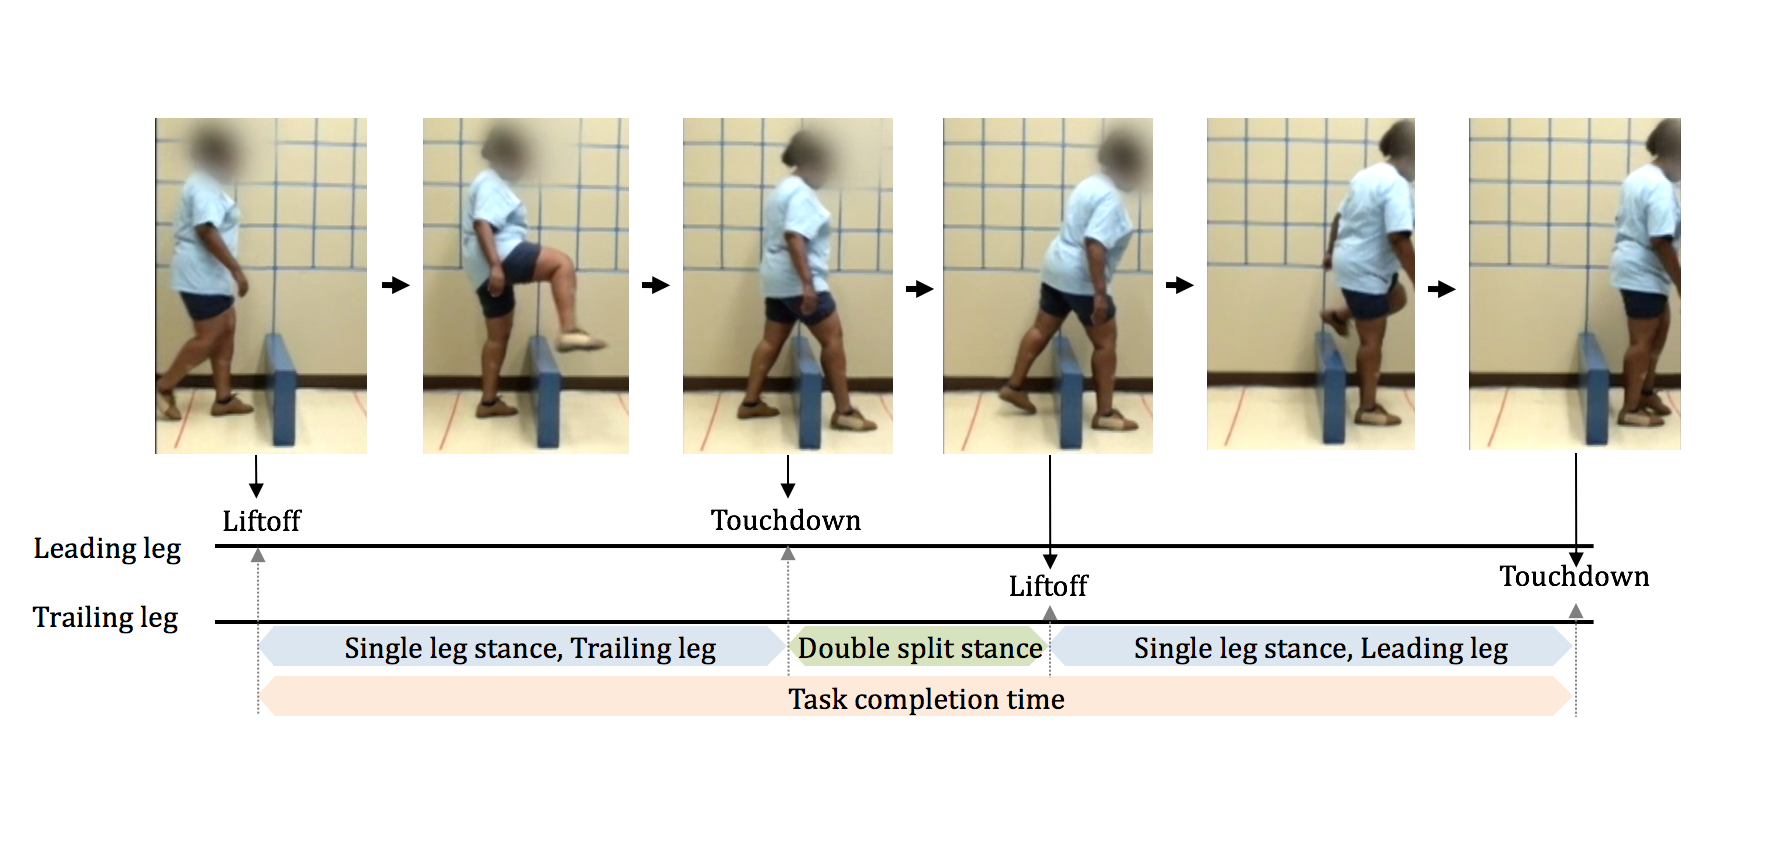 Liftoff
Touchdown
Leading leg
Liftoff
Touchdown
Trailing leg
Single leg stance, Trailing leg
Double split stance
Single leg stance, Leading leg
Task completion time